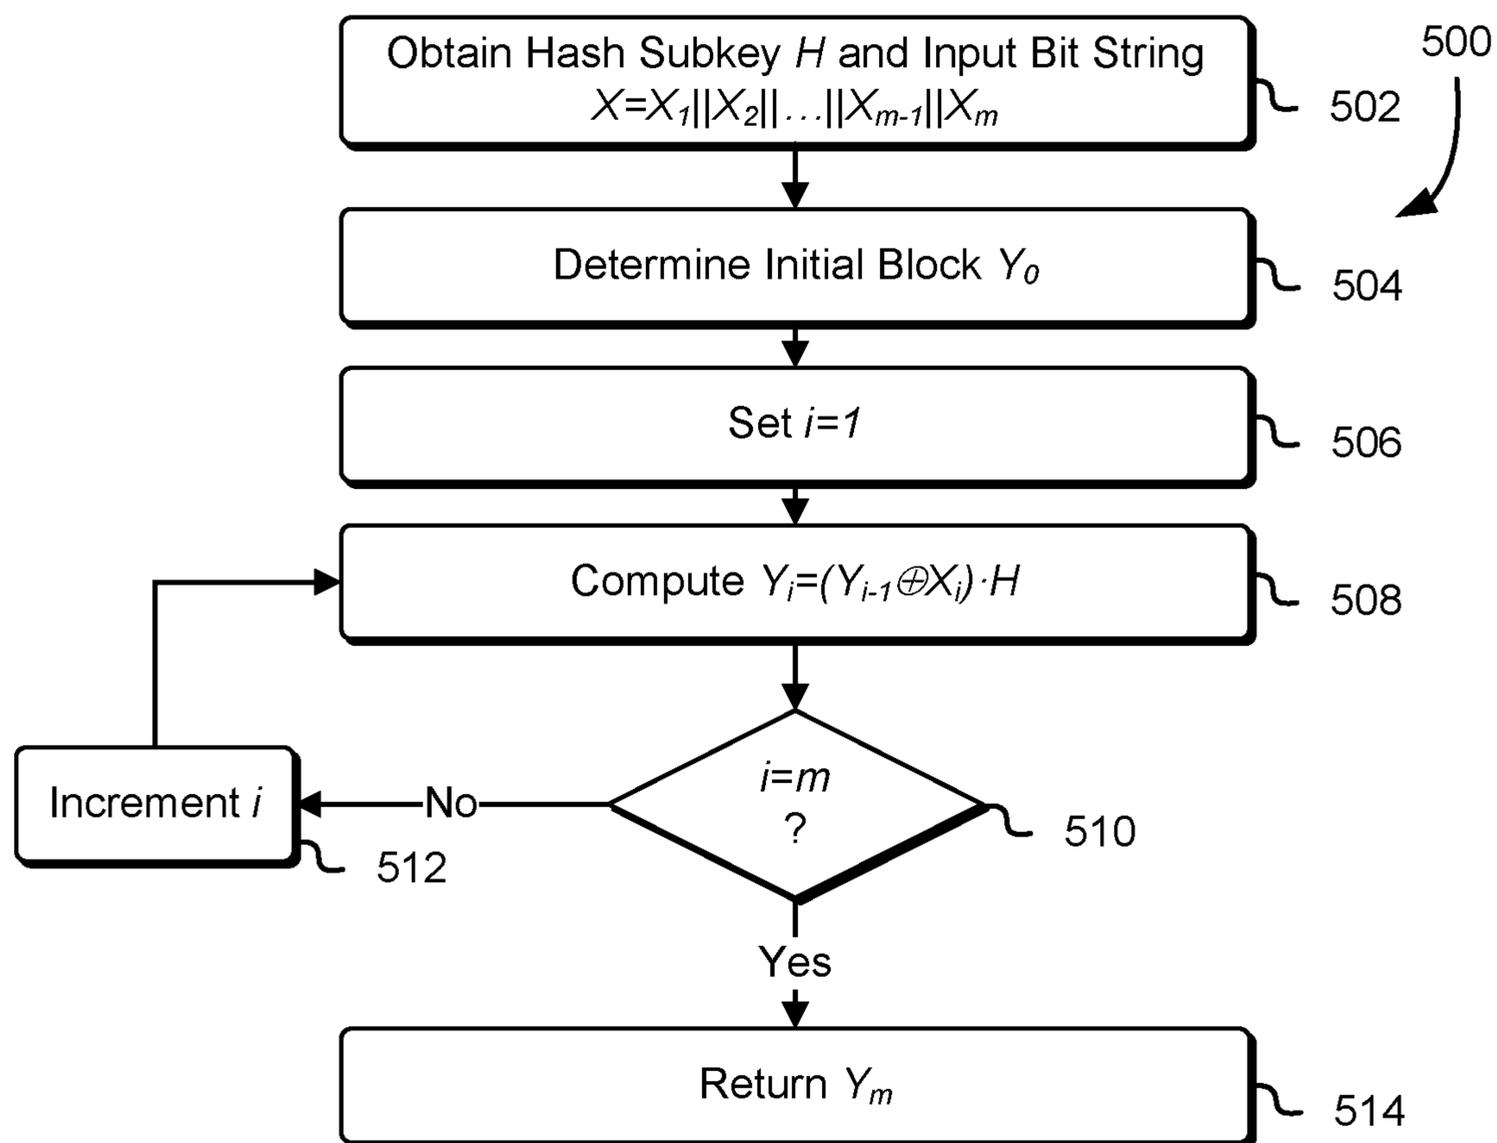 Obtain Hash Subkey H and Input Bit String
X=X1||X2||...||Xm-1||Xm
500
502
Determine Initial Block Y0
504
Set i=1
506
Compute Yi=(Yi-1⊕Xi)·H
508
i=m
?
510
No
Increment i
512
Yes
Return Ym
514